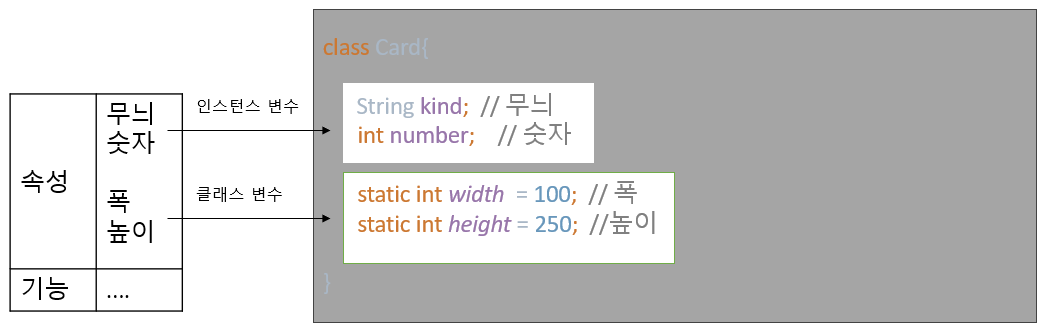 속성
무늬
숫자
폭
높이
기능
....
인스턴스 변수
클래스 변수
class Card{
String kind; // 무늬
int number; // 숫자
static int width = 100; // 폭
static int height = 250; //높이
}